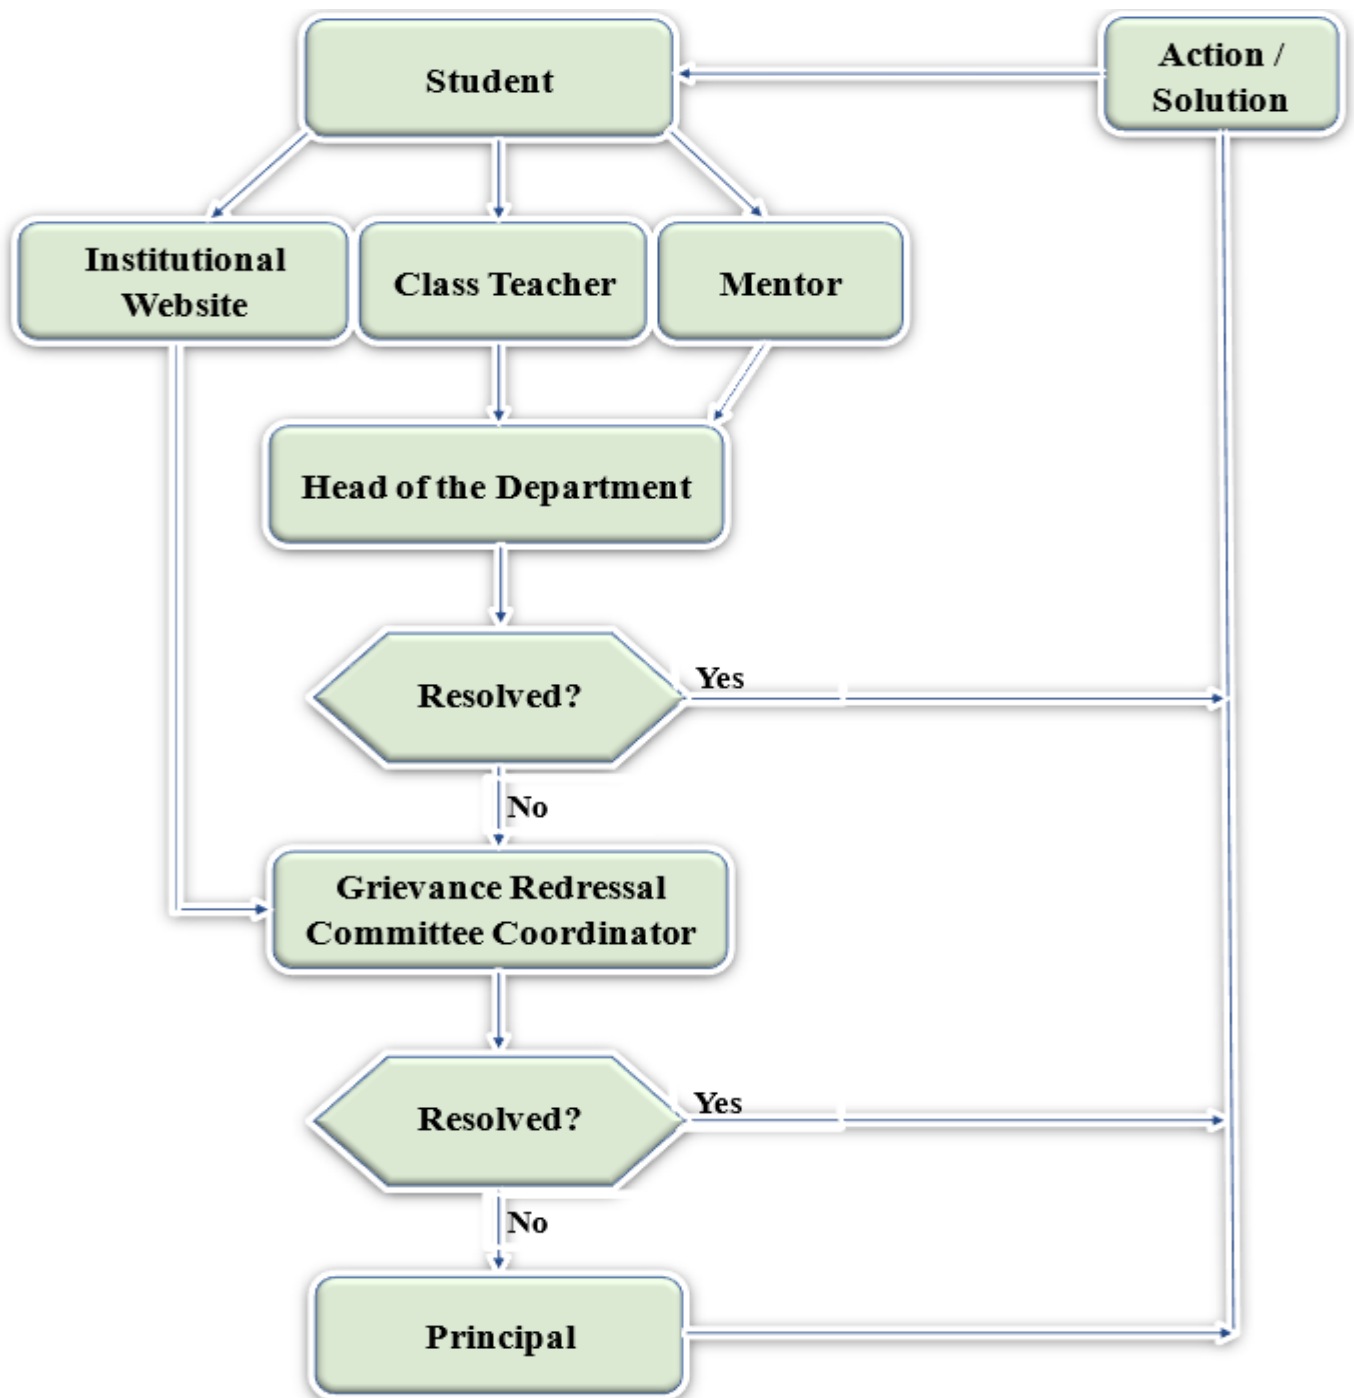 Student
Action /
Solution
Institutional
Website
Class Teacher
Mentor
Head of the Department
Resolved?
Yes
No
Grievance Redressal
Committee Coordinator
Resolved?
Yes
No
Principal